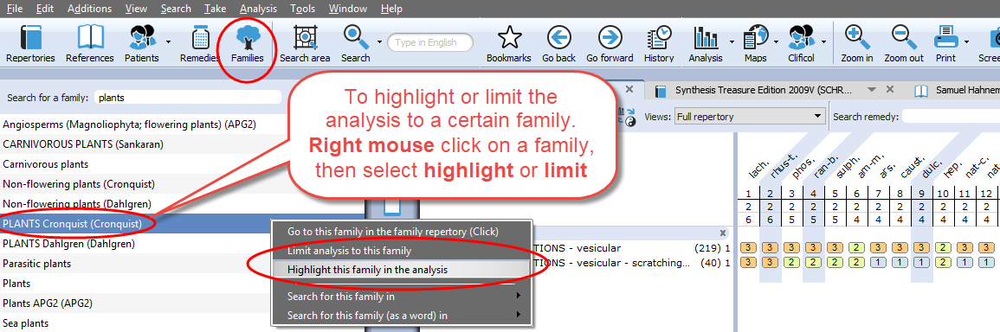 File Edit Additions View Search Take Analysis Tools Window Help
Repertories References Patients Remedies Families Search area Search Type in English Bookmarks Go back Go forward History Analysis Maps Clificol Zoom in Zoom out Print
Search for a family: plants
Angiosperms (Magnoliophyta; flowering plants) (APG2)
CARNIVOROUS PLANTS (Sankaran)
Carnivorous plants
Non-flowering plants (Cronquist)
Non-flowering plants (Dahlgren)
PLANTS Cronquist (Cronquist)
PLANTS Dahlgren (Dahlgren)
Parasitic plants
Plants
Plants APG2 (APG2)
Sea plants
To highlight or limit the
analysis to a certain family.
Right mouse click on a family,
then select highlight or limit
Go to this family in the family repertory (Click)
Limit analysis to this family
Highlight this family in the analysis
Search for this family in
Search for this family (as a word) in
Synthesis Treasure Edition 2009V (SCHR... Samuel Hahnem
Views: Full repertory Search remedy:
lach. rhus-t. phos. ran-b. sulph. am-m. ars. caust. dulc. hep. nat-c. nat-m.
1 2 3 4 5 6 7 8 9 10 11 12
2 2 2 2 2 2 2 2 2 2 2 2
6 6 5 5 5 4 4 4 4 4 4 4
TIONS - vesicular (219) 1 3 3 3 3 3 2 3 3 3 2 3 3
TIONS - vesicular - scratching... (40) 1 3 3 2 2 2 2 1 1 1 2 1 1